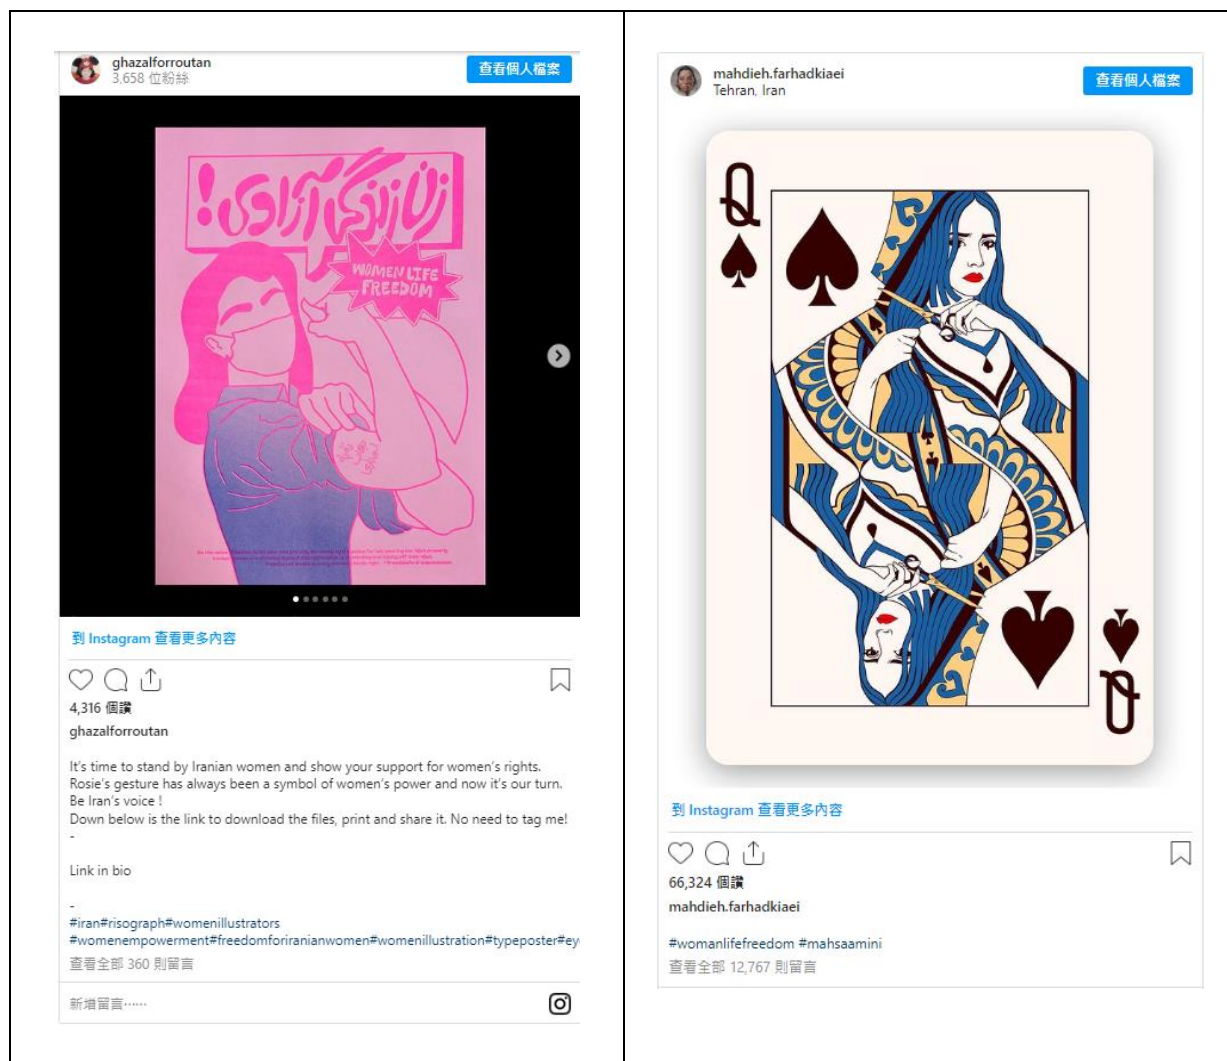 ghazalforroutan
3,658 位粉絲
查看個人檔案
زن زندگی آزادی!
WOMEN LIFE
FREEDOM
到 Instagram 查看更多內容
4,316 個讚
ghazalforroutan
It's time to stand by Iranian women and show your support for women's rights.
Rosie's gesture has always been a symbol of women's power and now it's our turn.
Be Iran's voice !
Down below is the link to download the files, print and share it. No need to tag me!
-
Link in bio
-
#iran#risograph#womenillustrators
#womenempowerment#freedomforiranianwomen#womenillustration#typeposter#ey
查看全部 360 則留言
新增留言……
mahdieh.farhadkiaei
Tehran, Iran
查看個人檔案
Q
Q
到 Instagram 查看更多內容
66,324 個讚
mahdieh.farhadkiaei
#womanlifefreedom #mahsaamini
查看全部 12,767 則留言